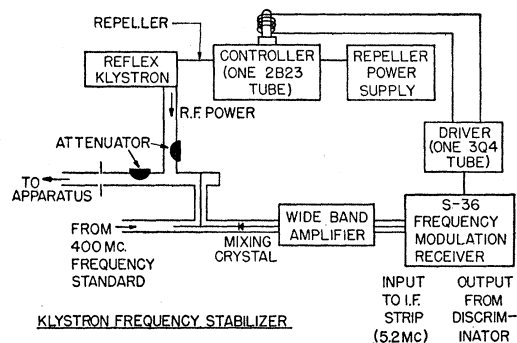 REPELLER
REFLEX
KLYSTRON
CONTROLLER
(ONE 2B23
TUBE)
REPELLER
POWER
SUPPLY
R.F. POWER
ATTENUATOR
DRIVER
(ONE 3Q4
TUBE)
TO
APPARATUS
FROM
400 MC.
FREQUENCY
STANDARD
MIXING
CRYSTAL
WIDE BAND
AMPLIFIER
S-36
FREQUENCY
MODULATION
RECEIVER
INPUT
TO I.F.
STRIP
(5.2MC)
OUTPUT
FROM
DISCRIM-
INATOR
KLYSTRON FREQUENCY STABILIZER